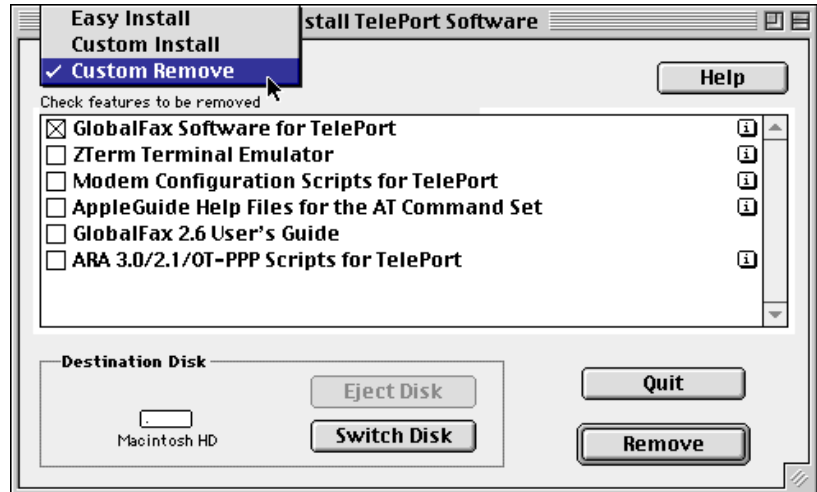 Easy Install
Custom Install
Custom Remove
stall TelePort Software
Help
Check features to be removed
GlobalFax Software for TelePort
ZTerm Terminal Emulator
Modem Configuration Scripts for TelePort
AppleGuide Help Files for the AT Command Set
GlobalFax 2.6 User's Guide
ARA 3.0/2.1/OT-PPP Scripts for TelePort
Destination Disk
Eject Disk
Quit
Macintosh HD
Switch Disk
Remove